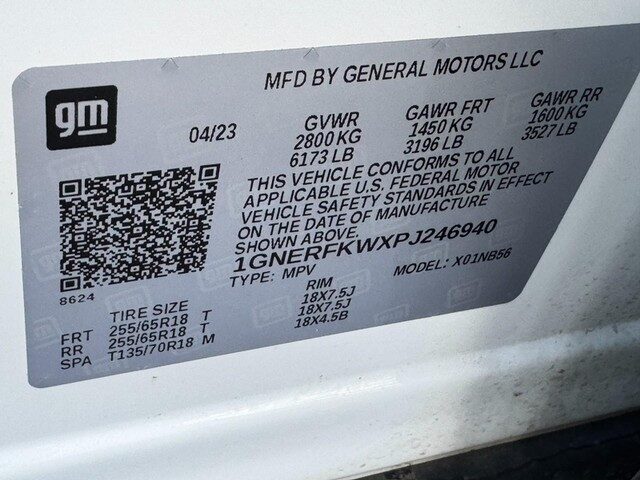 gm
MFD BY GENERAL MOTORS LLC
04/23 GVWR GAWR FRT GAWR RR
2800 KG 1450 KG 1600 KG
6173 LB 3196 LB 3527 LB
THIS VEHICLE CONFORMS TO ALL
APPLICABLE U.S. FEDERAL MOTOR
VEHICLE SAFETY STANDARDS IN EFFECT
ON THE DATE OF MANUFACTURE
SHOWN ABOVE.
1GNERFKWXPJ246940
TYPE: MPV MODEL: X01NB56
8624
TIRE SIZE RIM
FRT 255/65R18 T 18X7.5J
RR 255/65R18 T 18X7.5J
SPA T135/70R18 M 18X4.5B